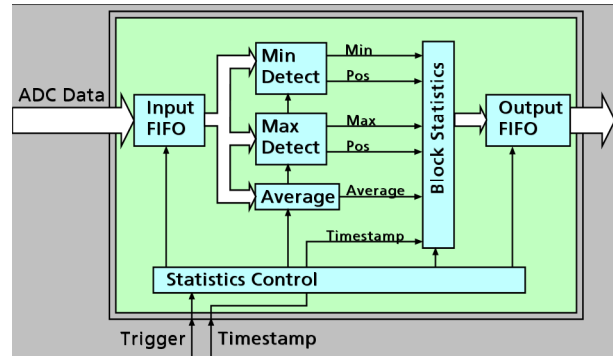 ADC Data
Input
FIFO
Min
Detect
Min
Pos
Max
Detect
Max
Pos
Average
Average
Timestamp
Block Statistics
Output
FIFO
Statistics Control
Trigger
Timestamp